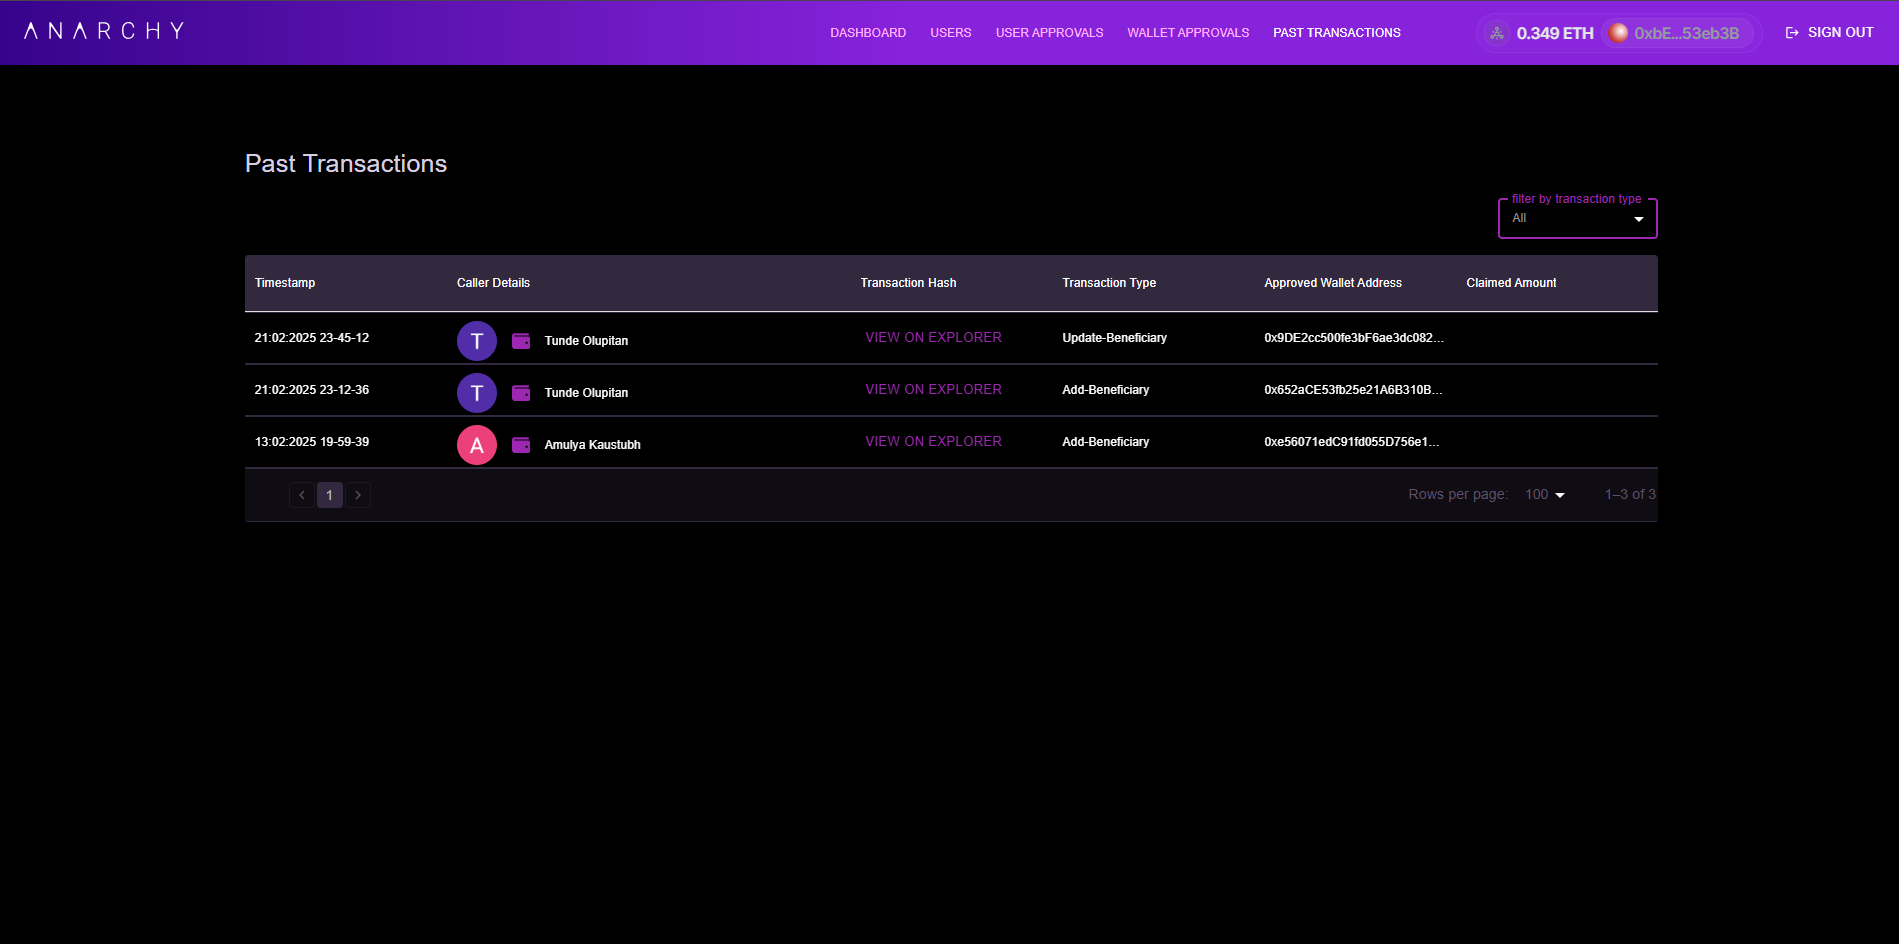 ANARCHY
DASHBOARD USERS USER APPROVALS WALLET APPROVALS PAST TRANSACTIONS 0.349 ETH 0xbE...53eb3B SIGN OUT
Past Transactions
filter by transaction type
All
Timestamp Caller Details Transaction Hash Transaction Type Approved Wallet Address Claimed Amount
21:02:2025 23-45-12 T Tunde Olupitan VIEW ON EXPLORER Update-Beneficiary 0x9DE2cc500fe3bF6ae3dc082...
21:02:2025 23-12-36 T Tunde Olupitan VIEW ON EXPLORER Add-Beneficiary 0x652aCE53fb25e21A6B310B...
13:02:2025 19-59-39 A Amulya Kaustubh VIEW ON EXPLORER Add-Beneficiary 0xe56071edC91fd055D756e1...
1 Rows per page: 100 1–3 of 3